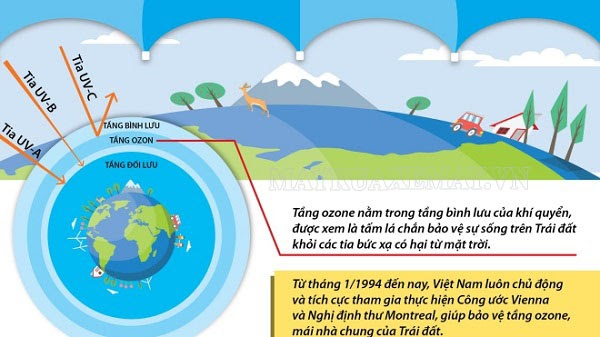 Tia UV-C
Tia UV-B
Tia UV-A
TẦNG BÌNH LƯU
TẦNG OZON
TẦNG ĐỐI LƯU
MAYRUAXEMAY.VN
Tầng ozone nằm trong tầng bình lưu của khí quyển,
được xem là tấm lá chắn bảo vệ sự sống trên Trái đất
khỏi các tia bức xạ có hại từ mặt trời.
Từ tháng 1/1994 đến nay, Việt Nam luôn chủ động
và tích cực tham gia thực hiện Công ước Vienna
và Nghị định thư Montreal, giúp bảo vệ tầng ozone,
mái nhà chung của Trái đất.